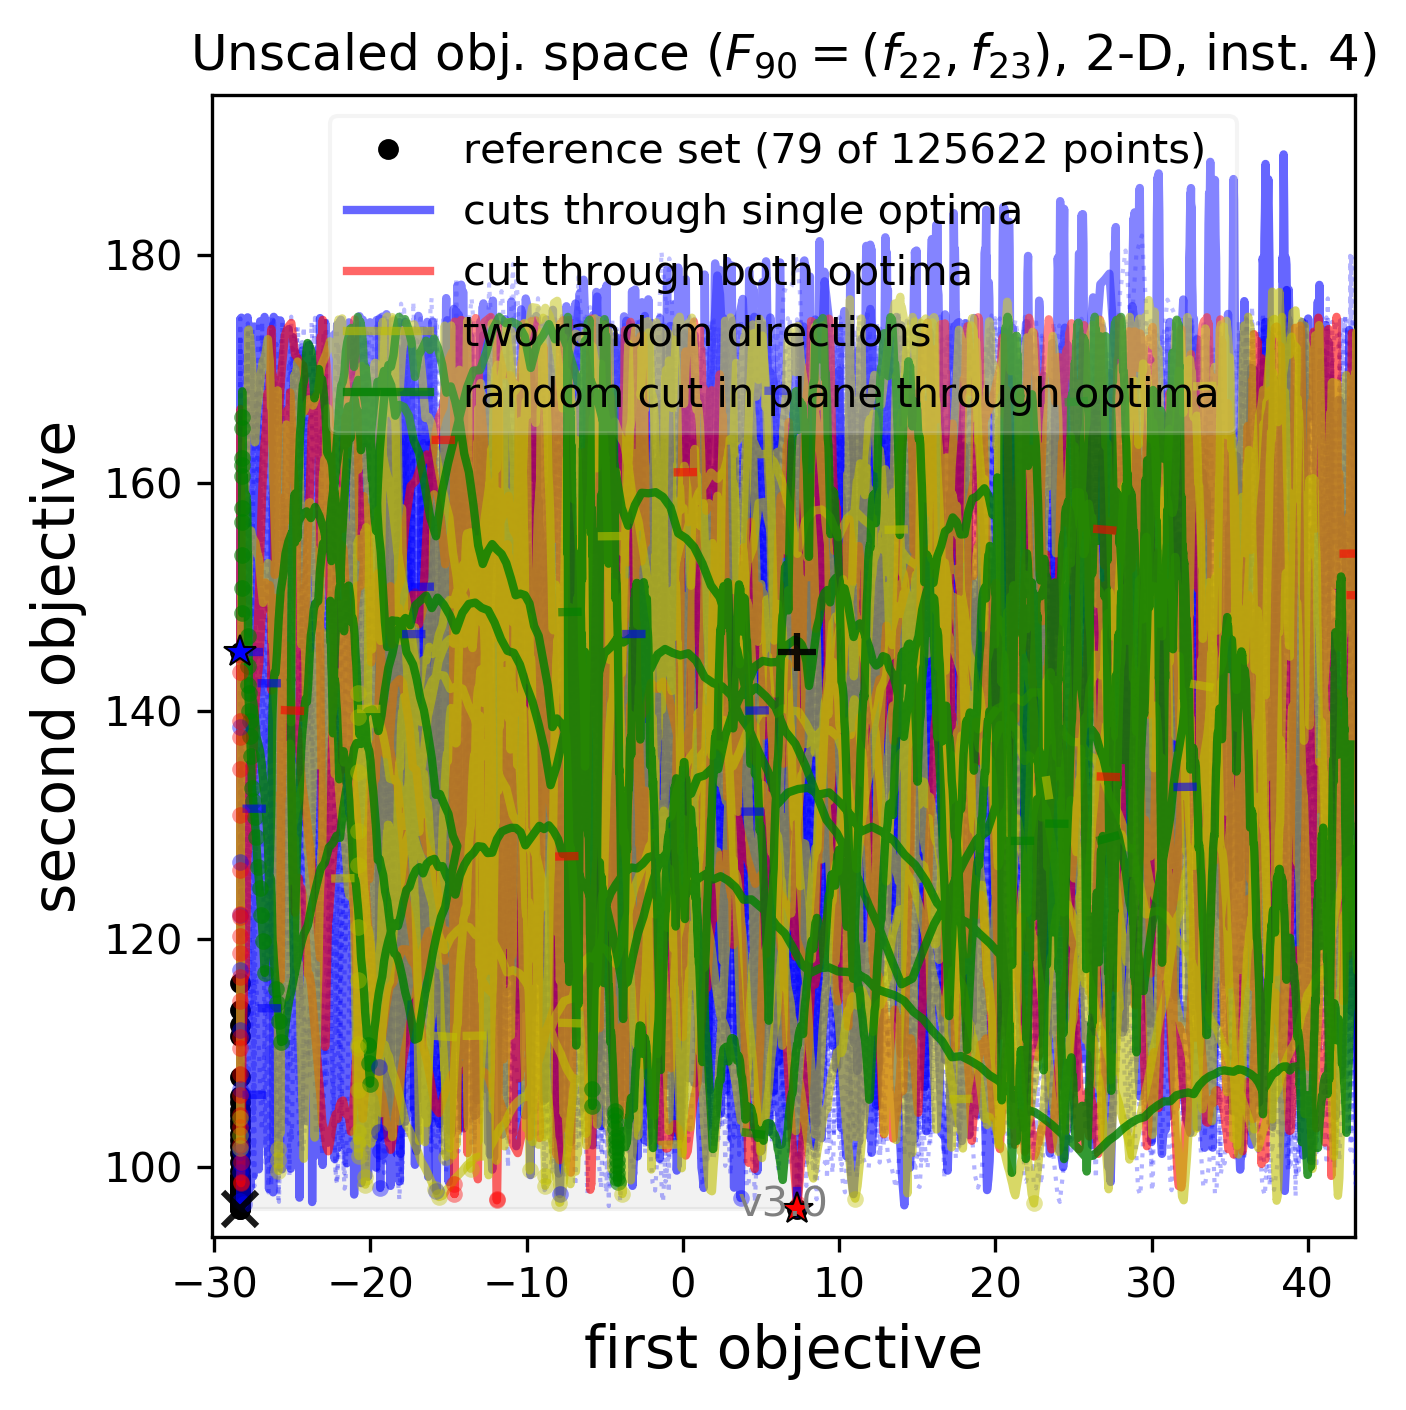 Unscaled obj. space (F₉₀ = (f₂₂, f₂₃), 2-D, inst. 4)
reference set (79 of 125622 points)
cuts through single optima
cut through both optima
two random directions
random cut in plane through optima
180
160
140
120
100
second objective
v3.0
−30 −20 −10 0 10 20 30 40
first objective